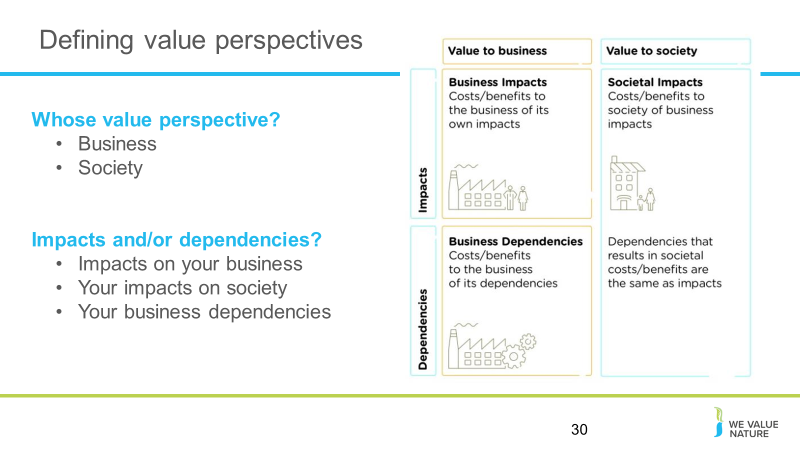 Defining value perspectives
Whose value perspective?
• Business
• Society
Impacts and/or dependencies?
• Impacts on your business
• Your impacts on society
• Your business dependencies
Value to business
Value to society
Impacts
Business Impacts
Costs/benefits to
the business of its
own impacts
Societal Impacts
Costs/benefits to
society of business
impacts
Dependencies
Business Dependencies
Costs/benefits
to the business
of its dependencies
Dependencies that
results in societal
costs/benefits are
the same as impacts
30
WE VALUE
NATURE